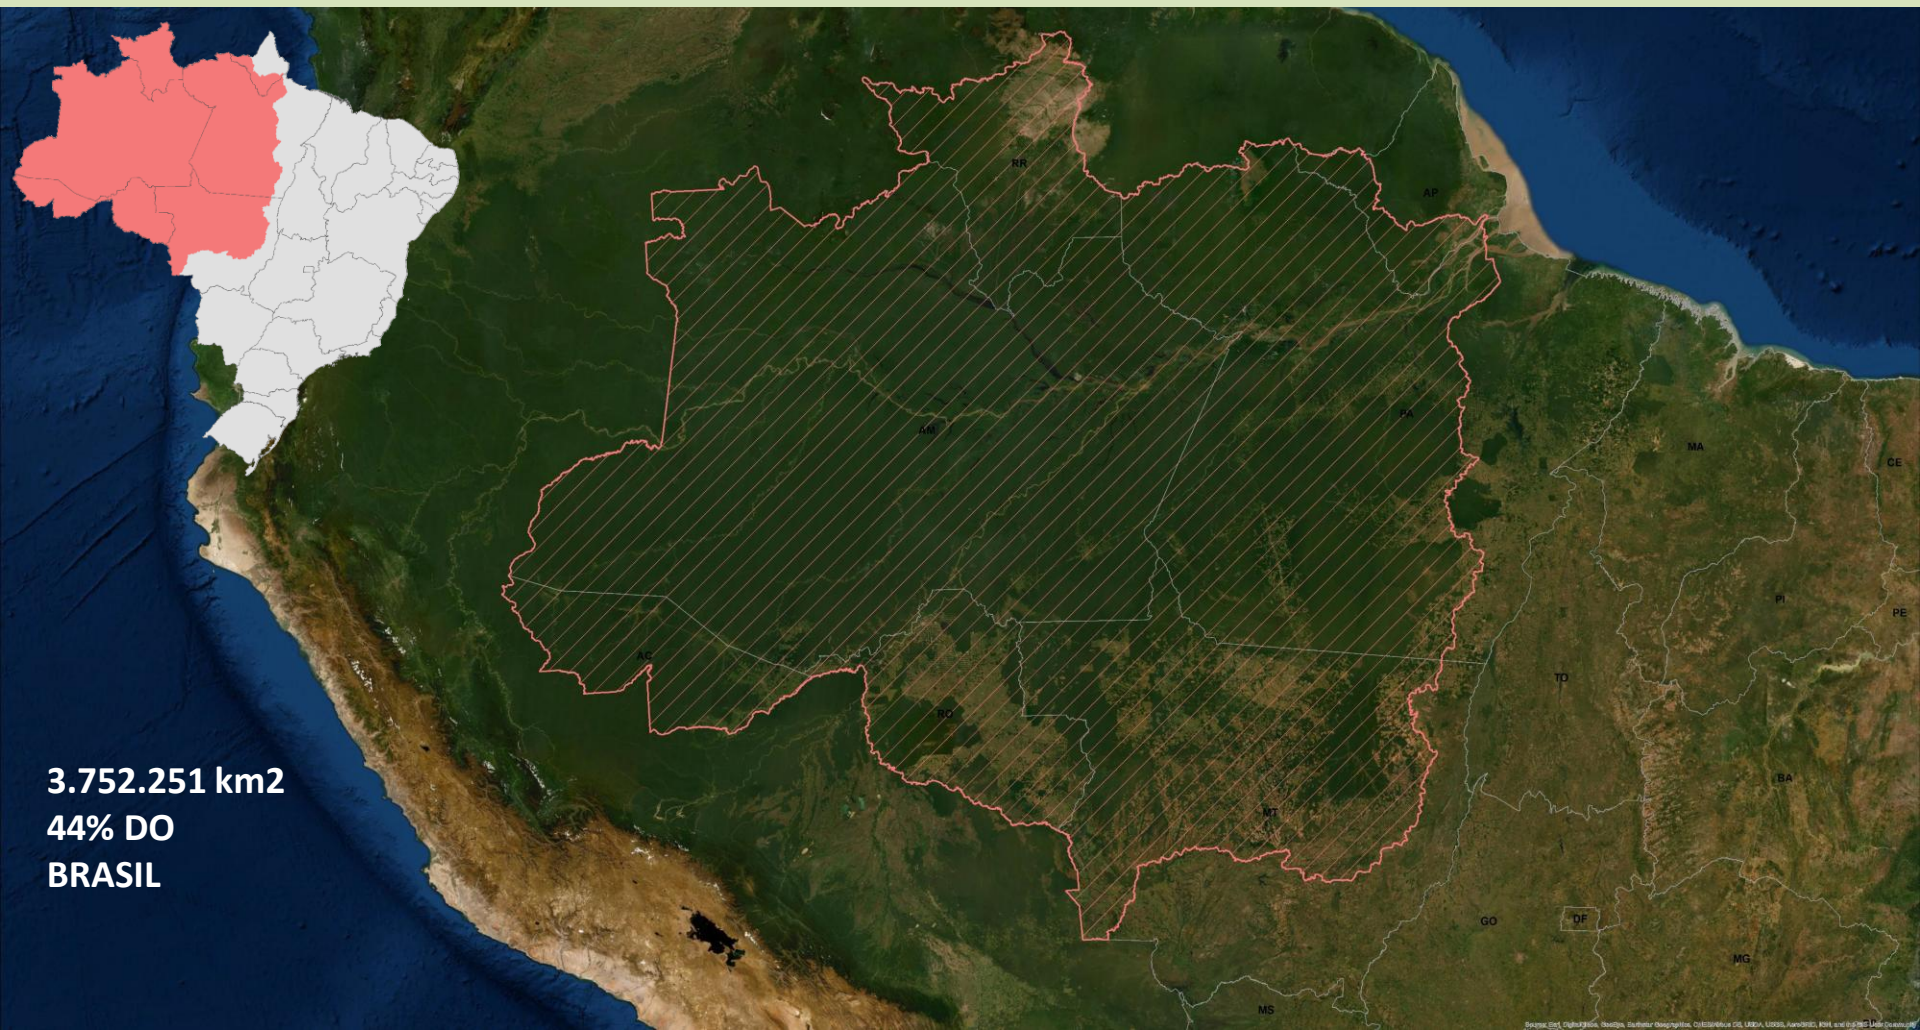 RR
AP
PA
AM
MA
CE
PI
PE
AC
TO
RO
BA
MT
GO
DF
MG
MS
3.752.251 km2
44% DO
BRASIL